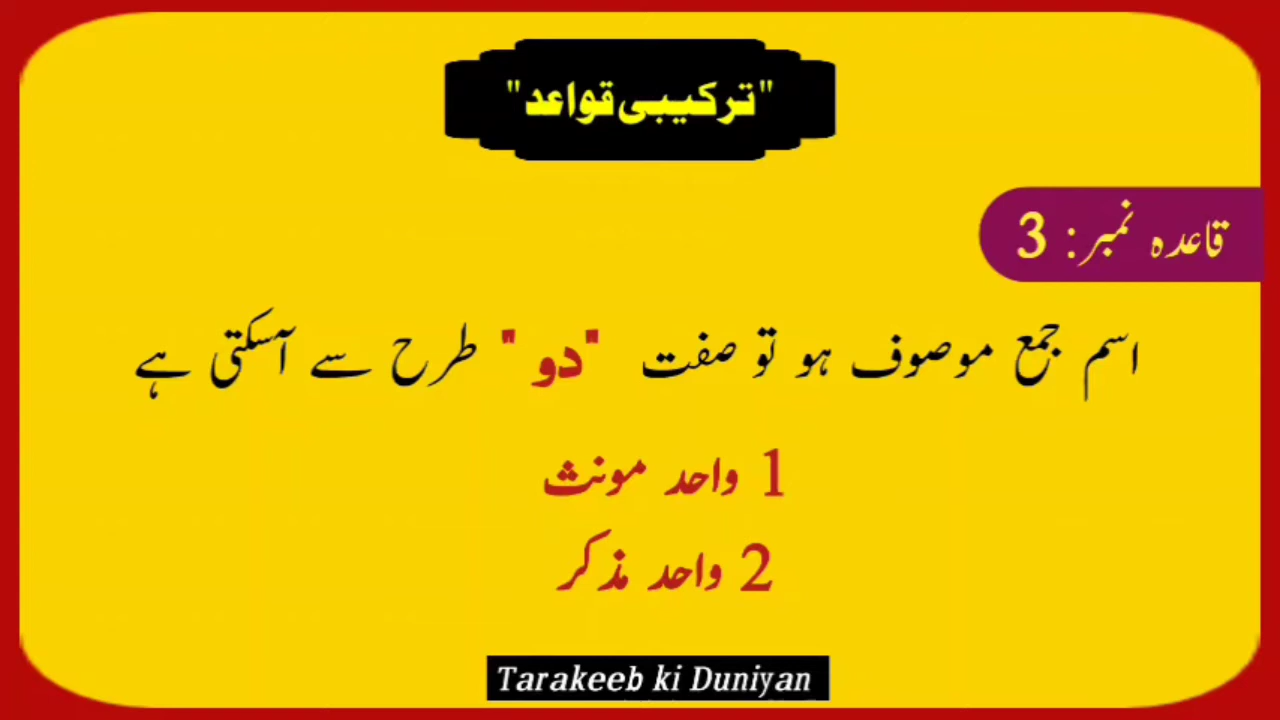 "ترکیبی قواعد"
قاعدہ نمبر: 3
اسم جمع موصوف ہو تو صفت "دو" طرح سے آسکتی ہے
1 واحد مونث
2 واحد مذکر
Tarakeeb ki Duniyan